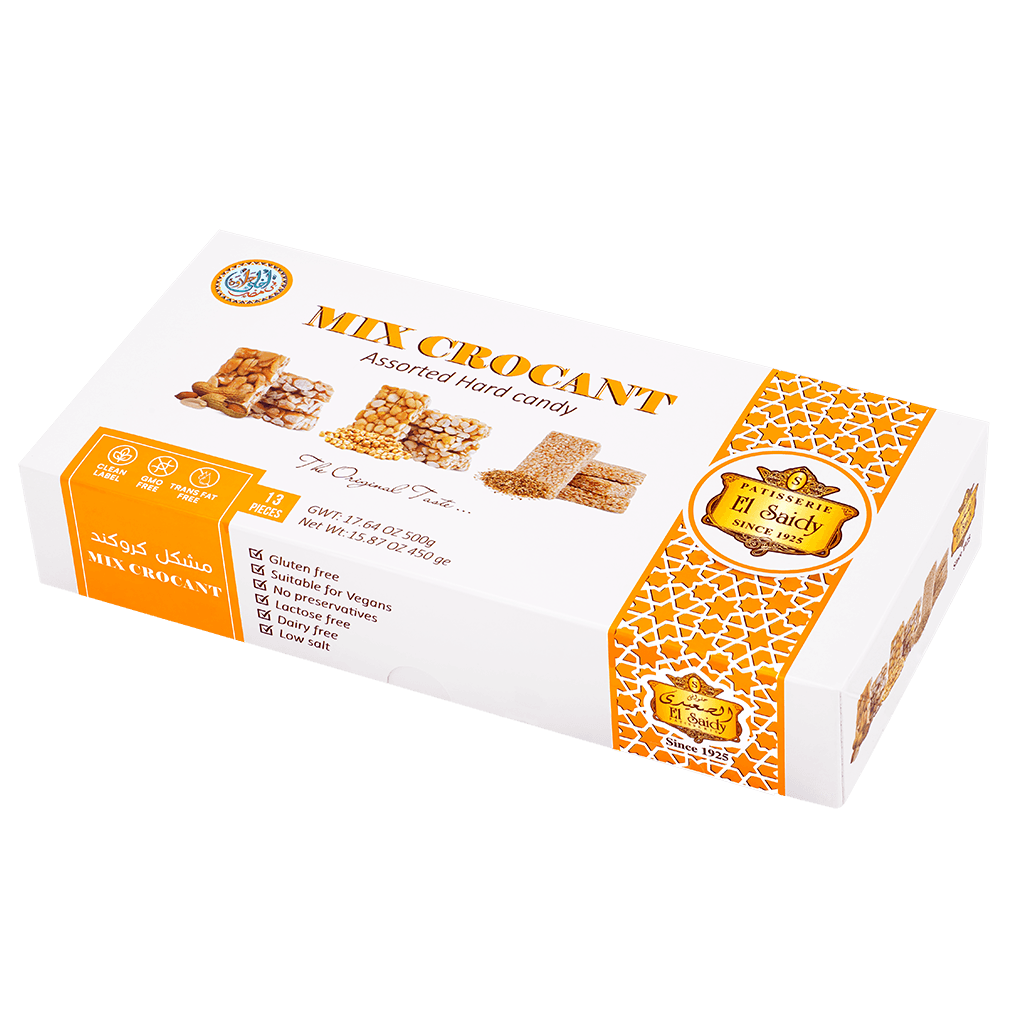 MIX CROCANT
Assorted Hard candy
The Original Taste ...
GWT: 17.64 OZ 500g
Net Wt: 15.87 OZ 450 ge
13
PIECES
CLEAN
LABEL
GMO
FREE
TRANS FAT
FREE
مشكل كروكند
MIX CROCANT
Gluten free
Suitable for Vegans
No preservatives
Lactose free
Dairy free
Low salt
S
PATISSERIE
El Saidy
SINCE 1925
S
الصعيدى
El Saidy
Since 1925